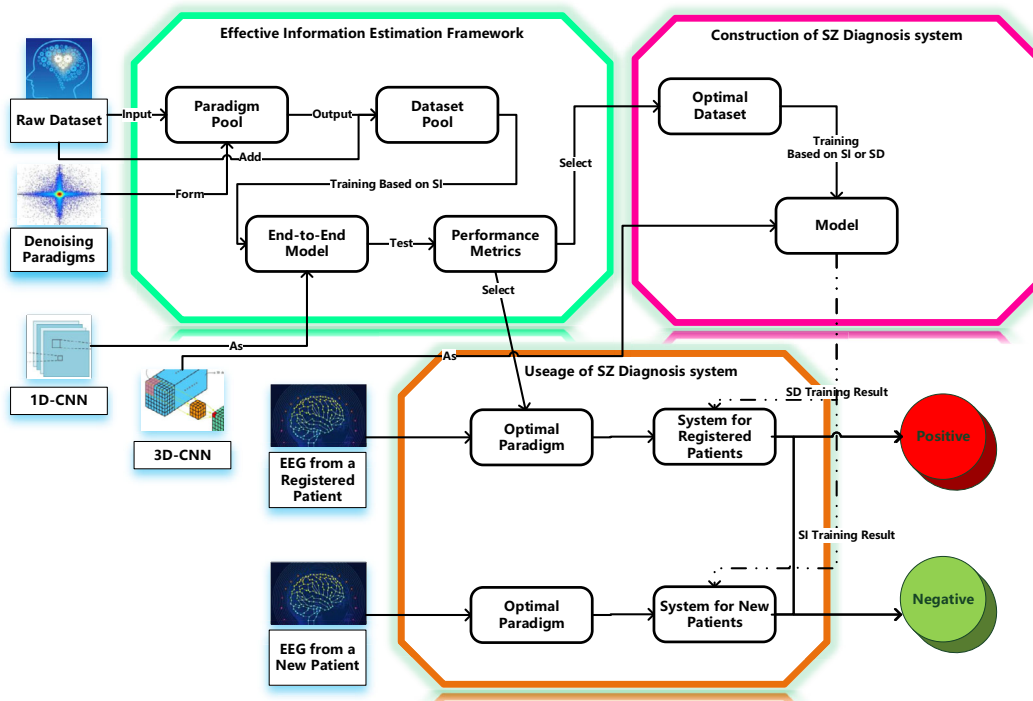 Effective Information Estimation Framework
Construction of SZ Diagnosis system
Raw Dataset
Input
Paradigm
Pool
Output
Dataset
Pool
Optimal
Dataset
Add
Select
Training
Based on SI or SD
Training Based on SI
Form
Denoising
Paradigms
End-to-End
Model
Test
Performance
Metrics
Model
Select
As
As
1D-CNN
3D-CNN
Useage of SZ Diagnosis system
SD Training Result
EEG from a
Registered
Patient
Optimal
Paradigm
System for
Registered
Patients
Positive
SI Training Result
EEG from a
New Patient
Optimal
Paradigm
System for New
Patients
Negative